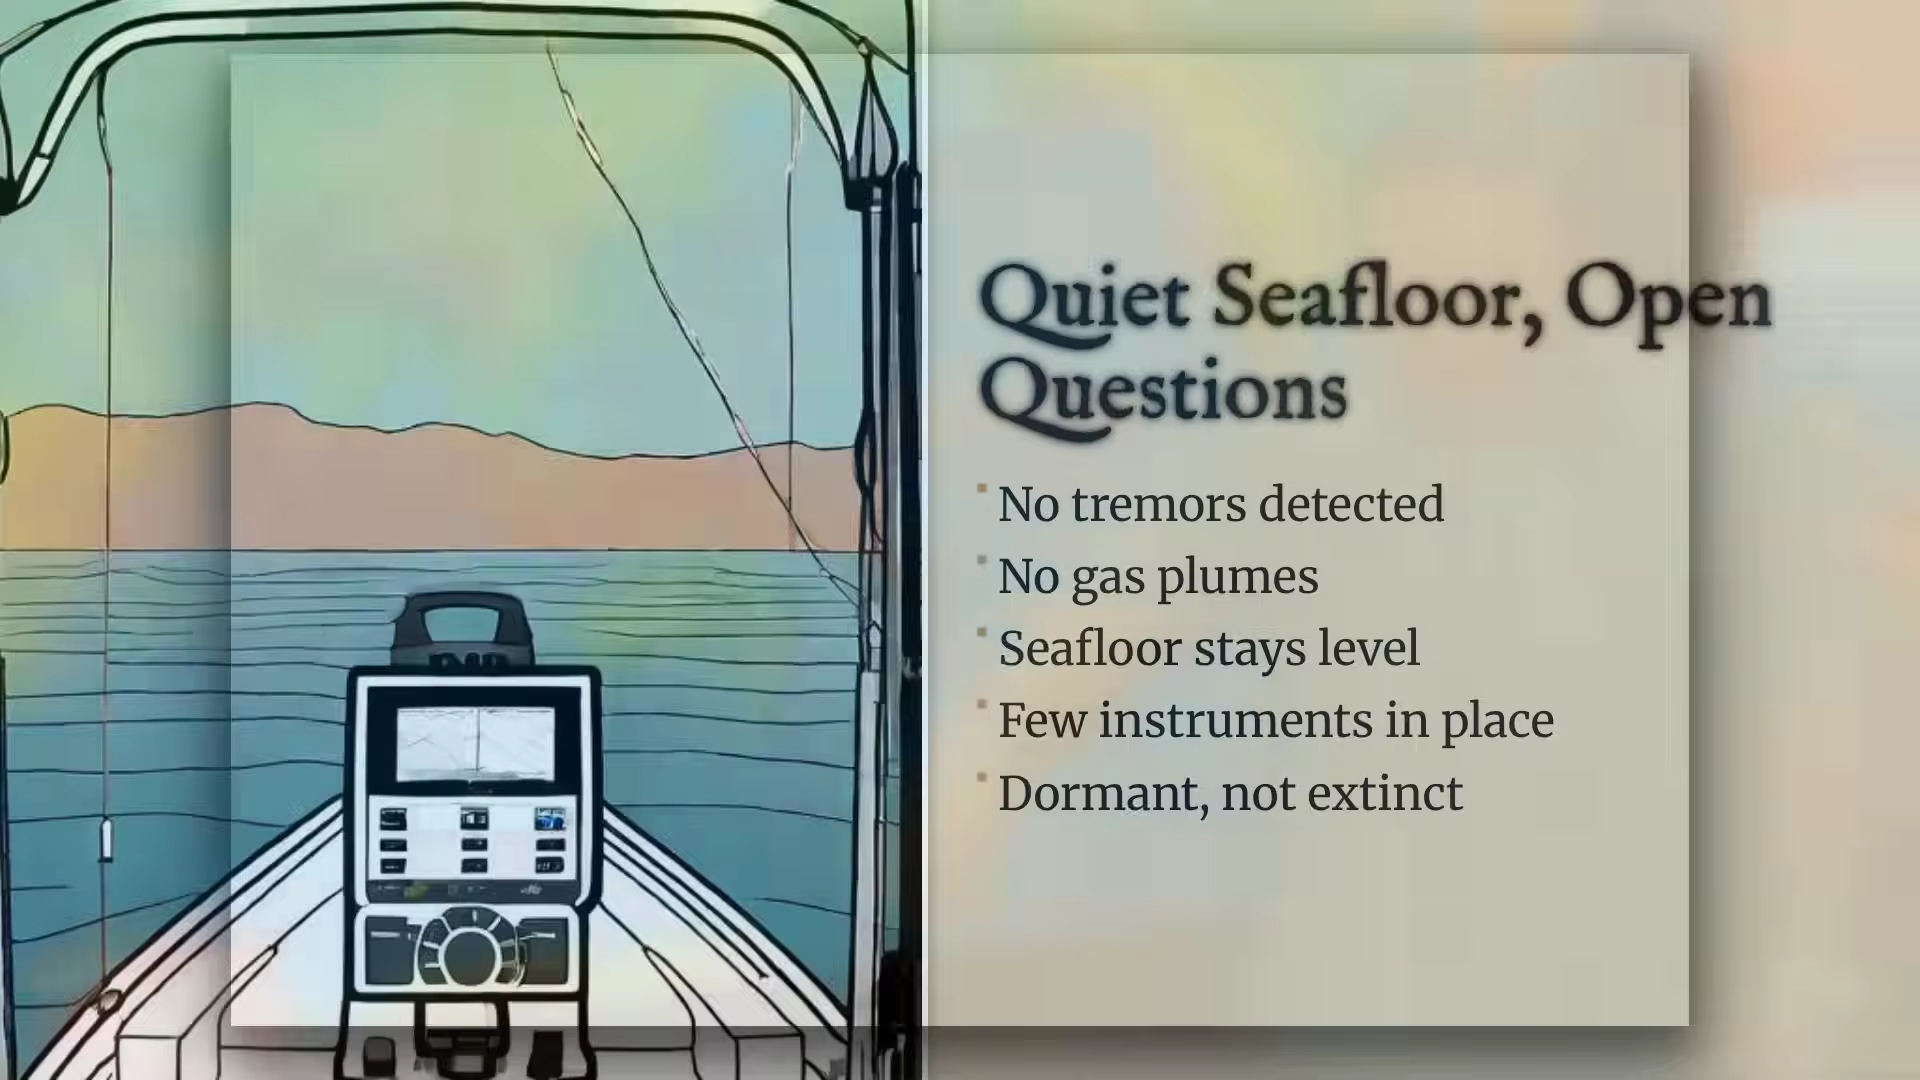 Quiet Seafloor, Open
Questions
No tremors detected
No gas plumes
Seafloor stays level
Few instruments in place
Dormant, not extinct